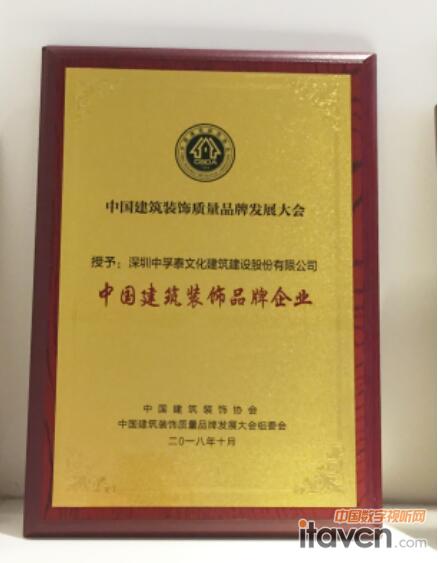 CBDA
中国建筑装饰质量品牌发展大会
授予：深圳中孚泰文化建筑建设股份有限公司
中国建筑装饰品牌企业
中国建筑装饰协会
中国建筑装饰质量品牌发展大会组委会
二〇一八年十月
中国数字视听网
itavcn.com